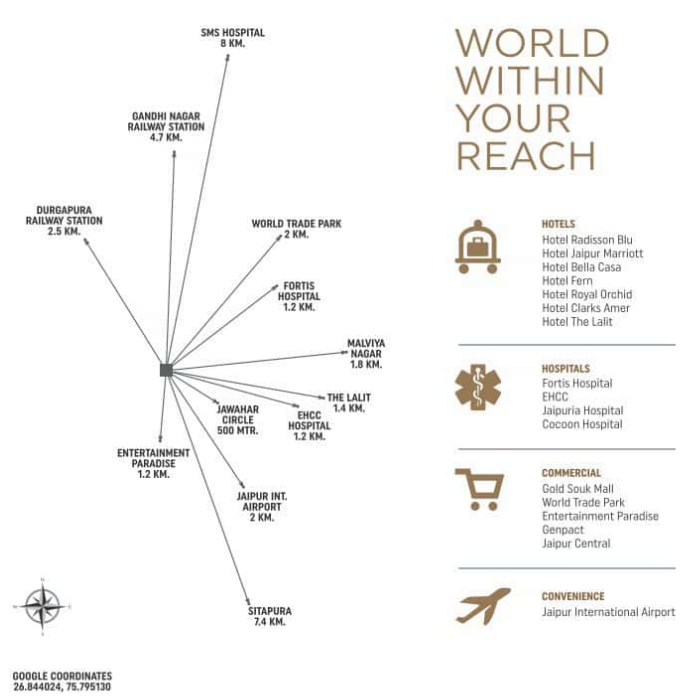 SMS HOSPITAL
8 KM.
GANDHI NAGAR
RAILWAY STATION
4.7 KM.
DURGAPURA
RAILWAY STATION
2.5 KM.
WORLD TRADE PARK
2 KM.
FORTIS
HOSPITAL
1.2 KM.
MALVIYA
NAGAR
1.8 KM.
THE LALIT
1.4 KM.
EHCC
HOSPITAL
1.2 KM.
JAWAHAR
CIRCLE
500 MTR.
ENTERTAINMENT
PARADISE
1.2 KM.
JAIPUR INT.
AIRPORT
2 KM.
SITAPURA
7.4 KM.
GOOGLE COORDINATES
26.844024, 75.795130
WORLD
WITHIN
YOUR
REACH
HOTELS
Hotel Radisson Blu
Hotel Jaipur Marriott
Hotel Bella Casa
Hotel Fern
Hotel Royal Orchid
Hotel Clarks Amer
Hotel The Lalit
HOSPITALS
Fortis Hospital
EHCC
Jaipuria Hospital
Cocoon Hospital
COMMERCIAL
Gold Souk Mall
World Trade Park
Entertainment Paradise
Genpact
Jaipur Central
CONVENIENCE
Jaipur International Airport